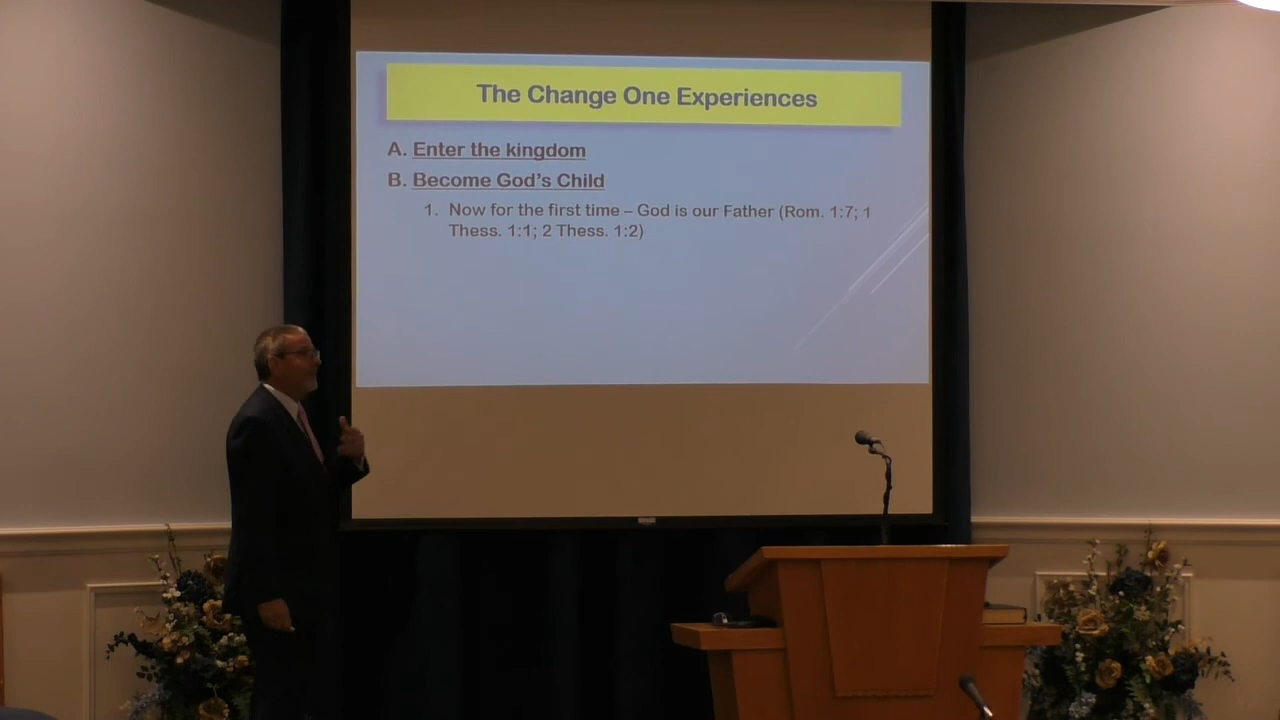 The Change One Experiences
A. Enter the kingdom
B. Become God's Child
1. Now for the first time – God is our Father (Rom. 1:7; 1
Thess. 1:1; 2 Thess. 1:2)